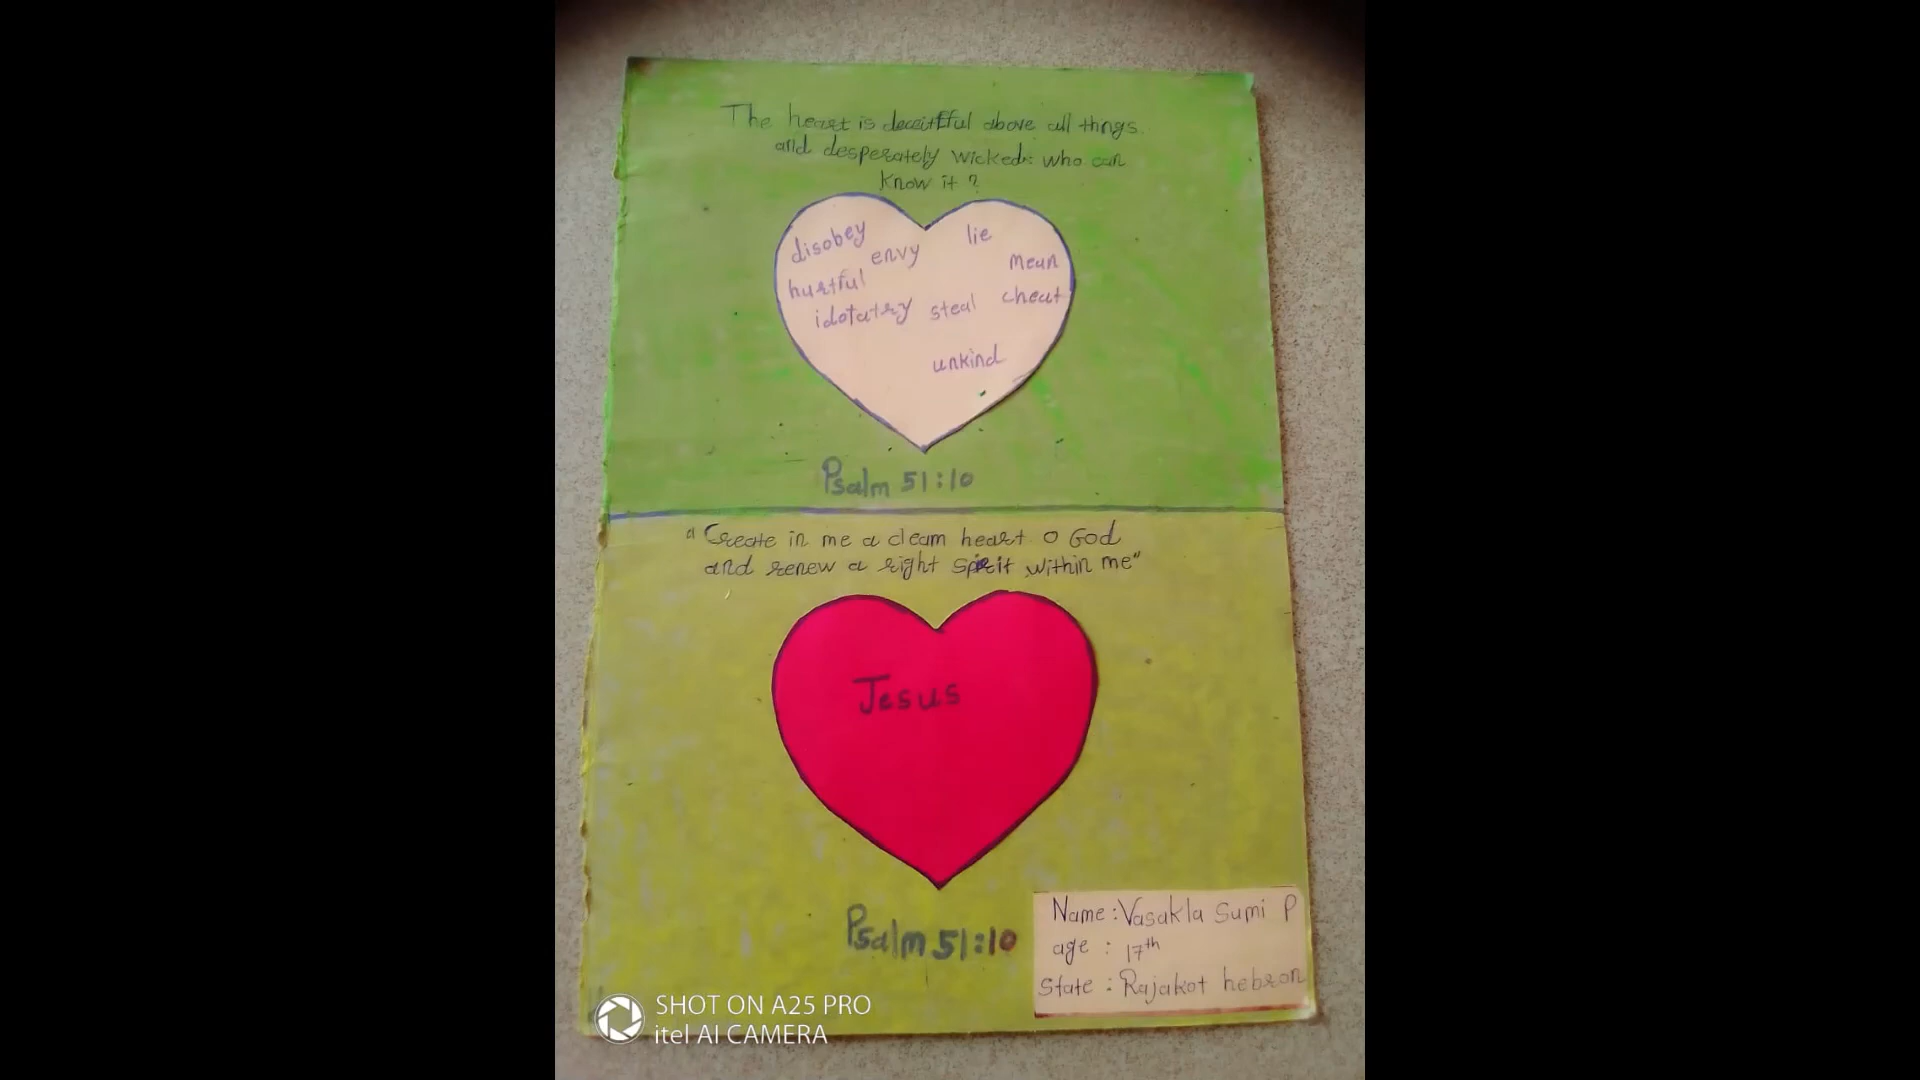 The heart is deceitful above all things.
and desperately wicked: who can
know it ?
disobey
envy
lie
mean
hurtful
idotatry
steal
cheat
unkind
Psalm 51:10
" Create in me a clean heart o God
and renew a right spirit within me"
Jesus
Psalm 51:10
Name : Vasakla Sumi P
age : 17th
State : Rajakot hebron
SHOT ON A25 PRO
itel AI CAMERA